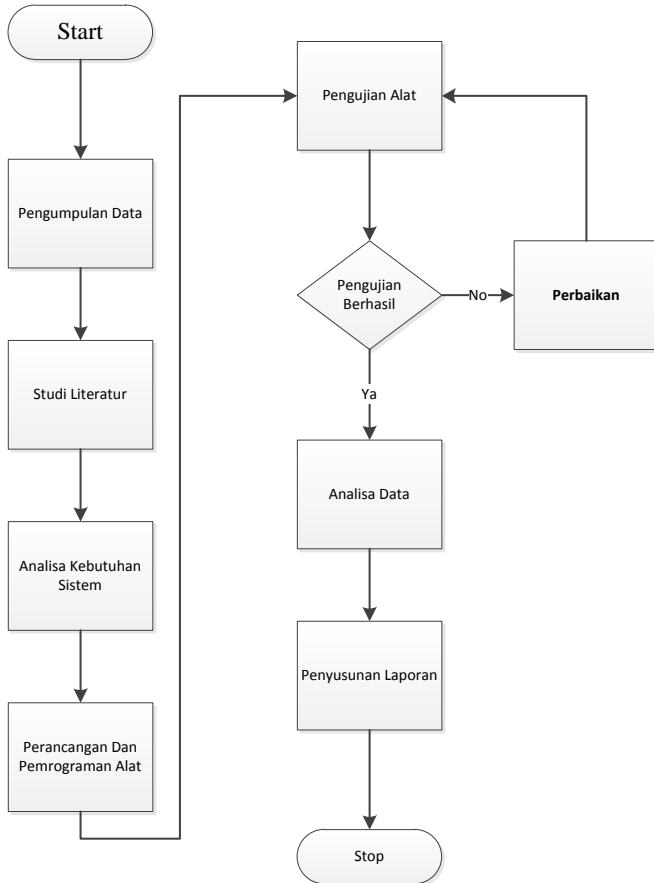 Start
Pengumpulan Data
Studi Literatur
Analisa Kebutuhan
Sistem
Perancangan Dan
Pemrograman Alat
Pengujian Alat
Pengujian
Berhasil
No
Perbaikan
Ya
Analisa Data
Penyusunan Laporan
Stop